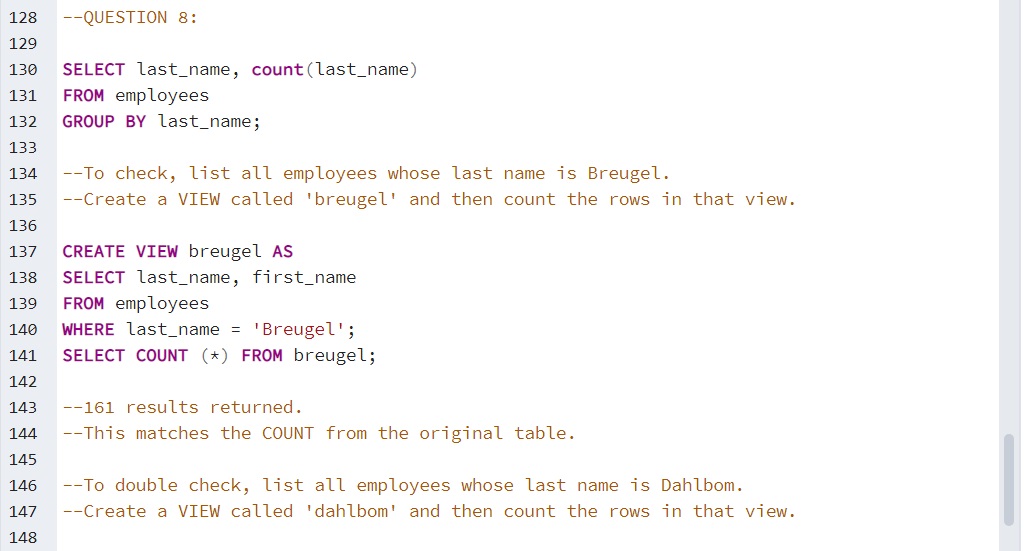 128 --QUESTION 8:
129
130 SELECT last_name, count(last_name)
131 FROM employees
132 GROUP BY last_name;
133
134 --To check, list all employees whose last name is Breugel.
135 --Create a VIEW called 'breugel' and then count the rows in that view.
136
137 CREATE VIEW breugel AS
138 SELECT last_name, first_name
139 FROM employees
140 WHERE last_name = 'Breugel';
141 SELECT COUNT (*) FROM breugel;
142
143 --161 results returned.
144 --This matches the COUNT from the original table.
145
146 --To double check, list all employees whose last name is Dahlbom.
147 --Create a VIEW called 'dahlbom' and then count the rows in that view.
148